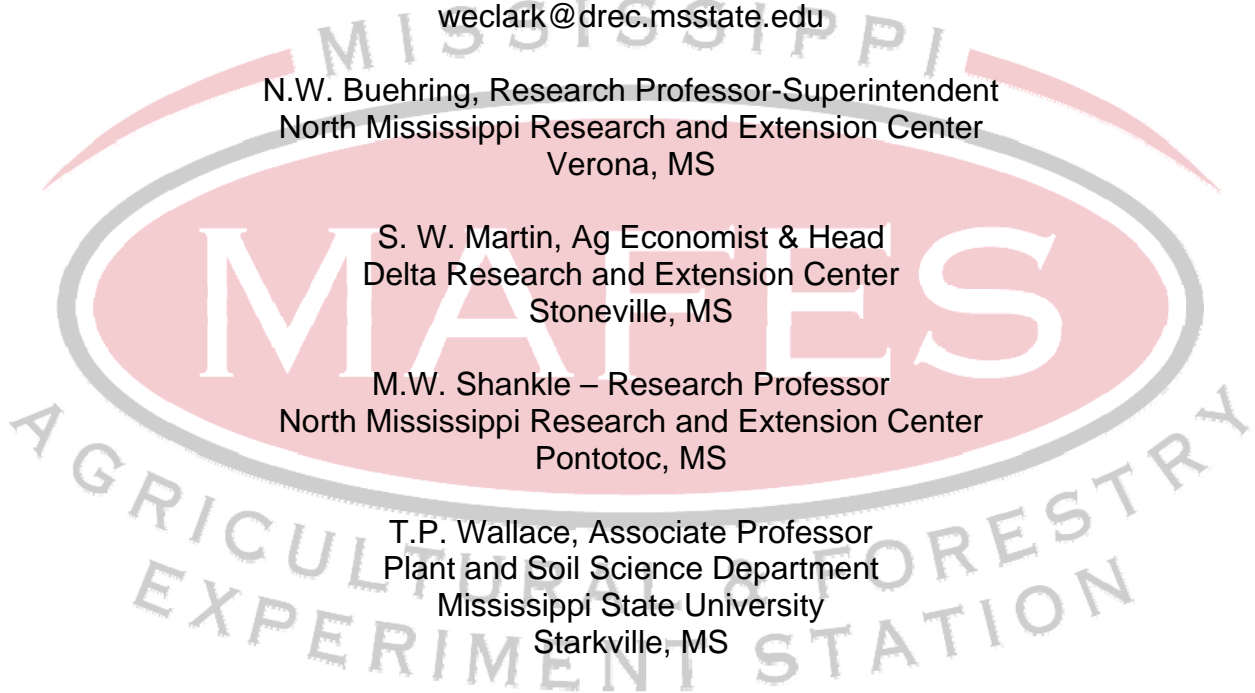 weclark@drec.msstate.edu
MISSISSIPPI
N.W. Buehring, Research Professor-Superintendent
North Mississippi Research and Extension Center
Verona, MS
S. W. Martin, Ag Economist & Head
Delta Research and Extension Center
Stoneville, MS
MAFES
M.W. Shankle – Research Professor
North Mississippi Research and Extension Center
Pontotoc, MS
T.P. Wallace, Associate Professor
Plant and Soil Science Department
Mississippi State University
Starkville, MS
AGRICULTURAL & FORESTRY
EXPERIMENT STATION